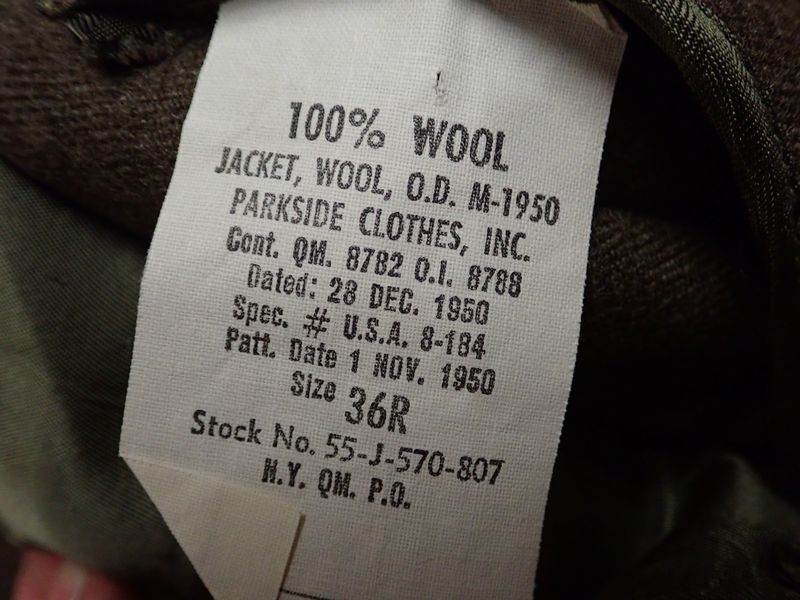 100% WOOL
JACKET, WOOL, O.D. M-1950
PARKSIDE CLOTHES, INC.
Cont. QM. 8782 O.I. 8788
Dated: 28 DEC. 1950
Spec. # U.S.A. 8-184
Patt. Date 1 NOV. 1950
Size 36R
Stock No. 55-J-570-807
N.Y. QM. P.O.